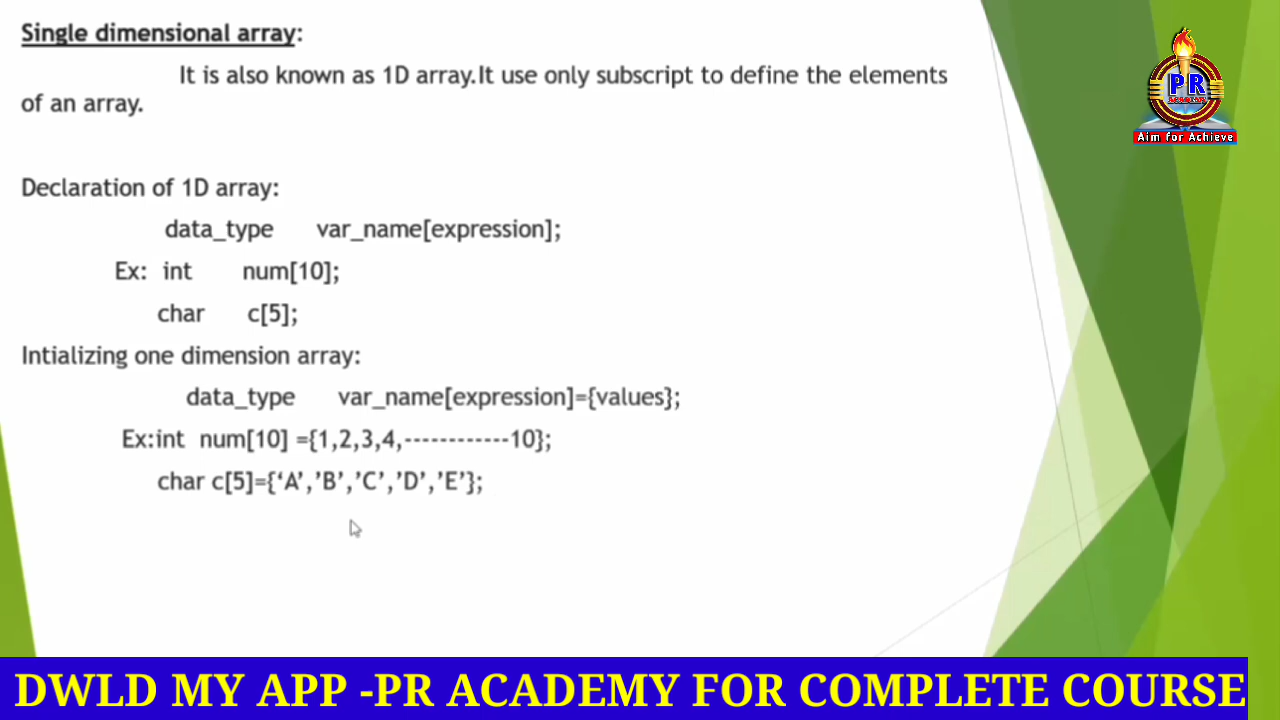 Single dimensional array:
It is also known as 1D array.It use only subscript to define the elements
of an array.
Declaration of 1D array:
data_type var_name[expression];
Ex: int num[10];
char c[5];
Intializing one dimension array:
data_type var_name[expression]={values};
Ex:int num[10] ={1,2,3,4,------------10};
char c[5]={‘A’,’B’,’C’,’D’,’E’};
PR
ACADEMY
Aim for Achieve
DWLD MY APP -PR ACADEMY FOR COMPLETE COURSE